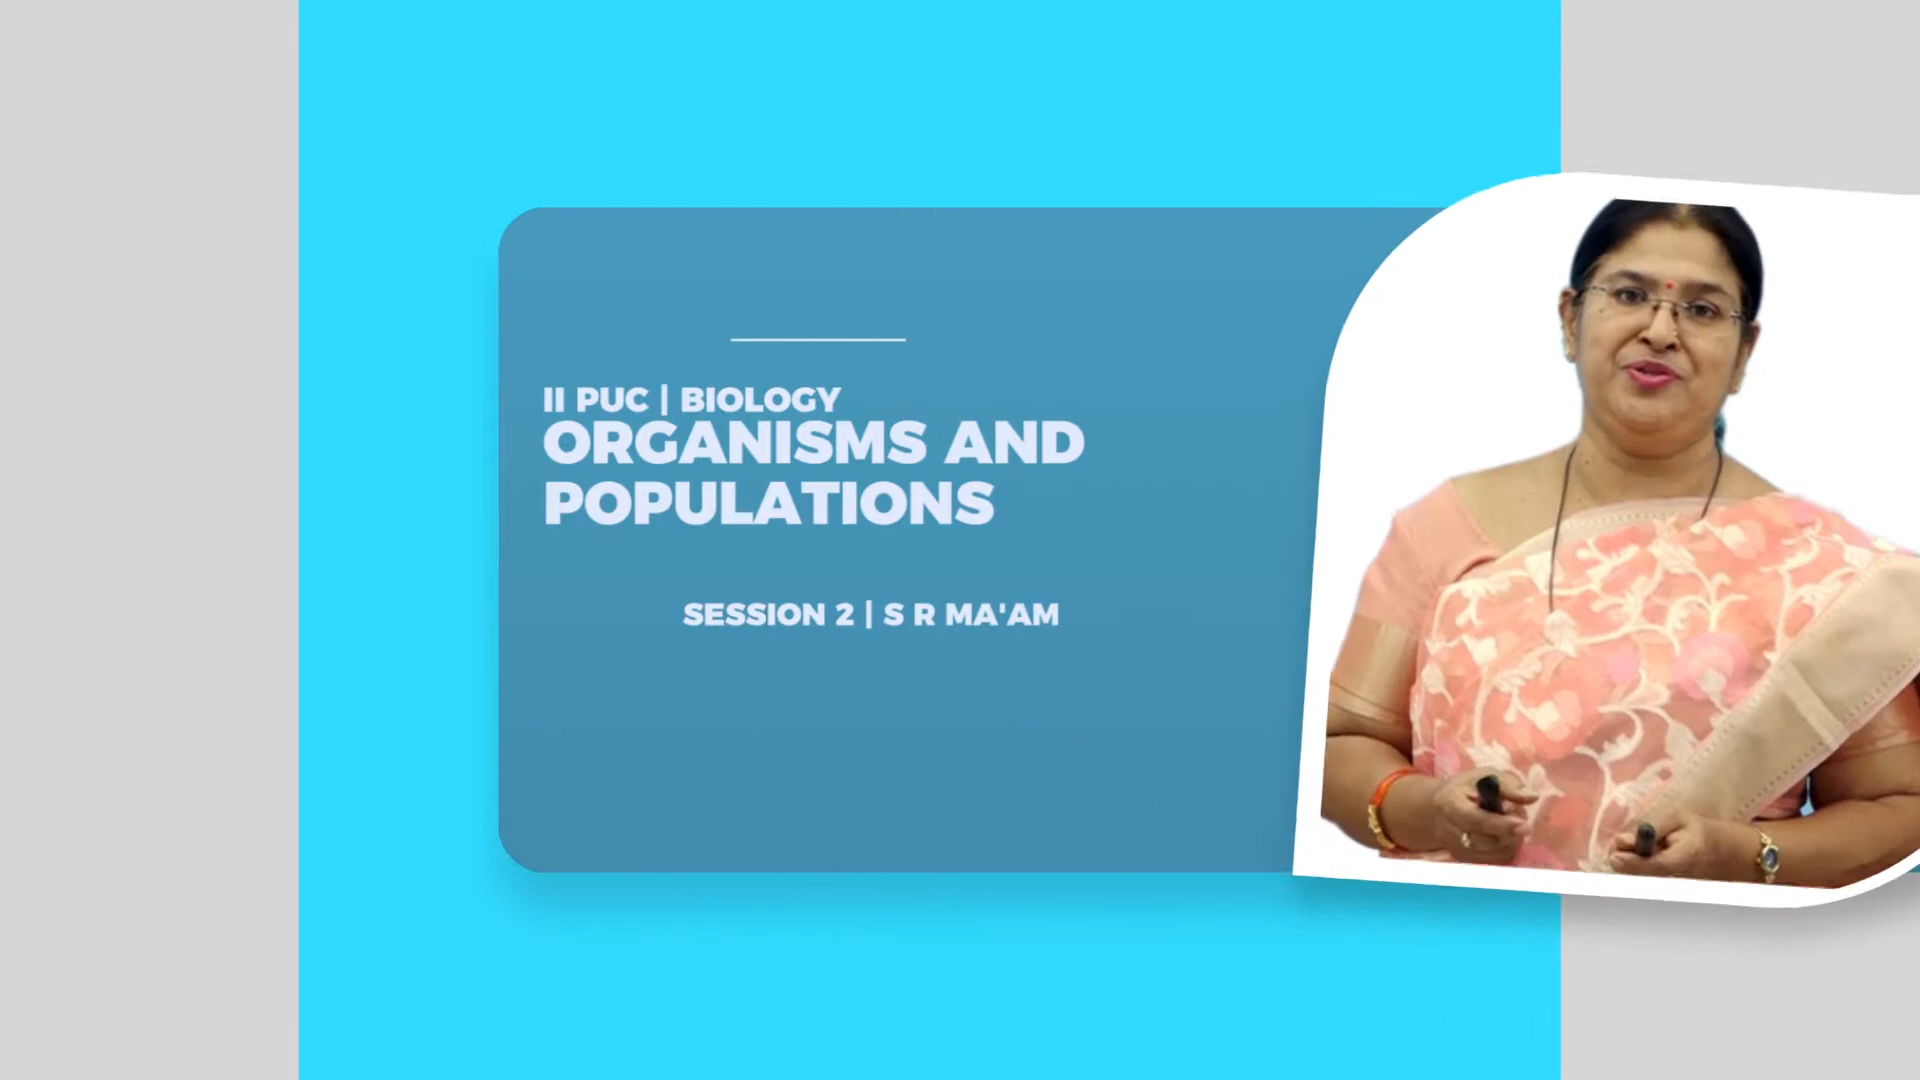 II PUC | BIOLOGY
ORGANISMS AND
POPULATIONS
SESSION 2 | S R MA'AM